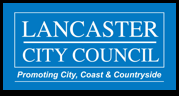 LANCASTER
CITY COUNCIL
Promoting City, Coast & Countryside